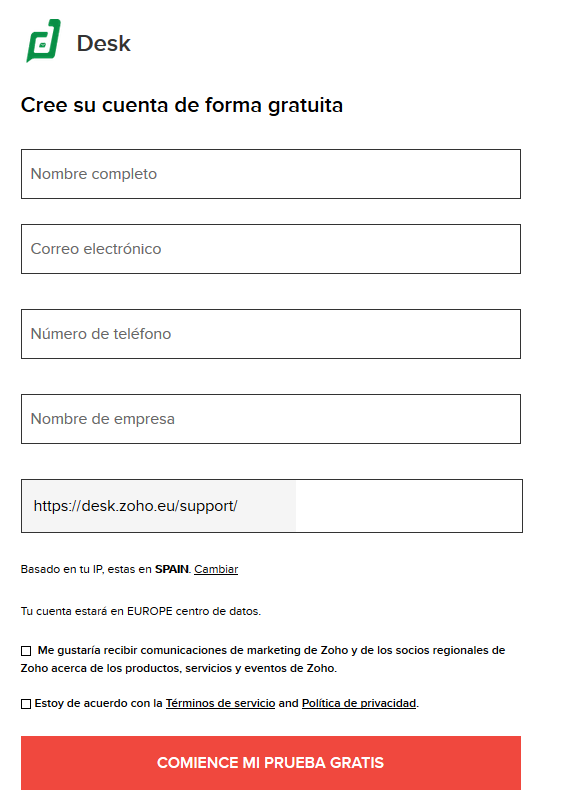 Desk
Cree su cuenta de forma gratuita
Nombre completo
Correo electrónico
Número de teléfono
Nombre de empresa
https://desk.zoho.eu/support/
Basado en tu IP, estas en SPAIN. Cambiar
Tu cuenta estará en EUROPE centro de datos.
Me gustaría recibir comunicaciones de marketing de Zoho y de los socios regionales de
Zoho acerca de los productos, servicios y eventos de Zoho.
Estoy de acuerdo con la Términos de servicio and Política de privacidad.
COMIENCE MI PRUEBA GRATIS